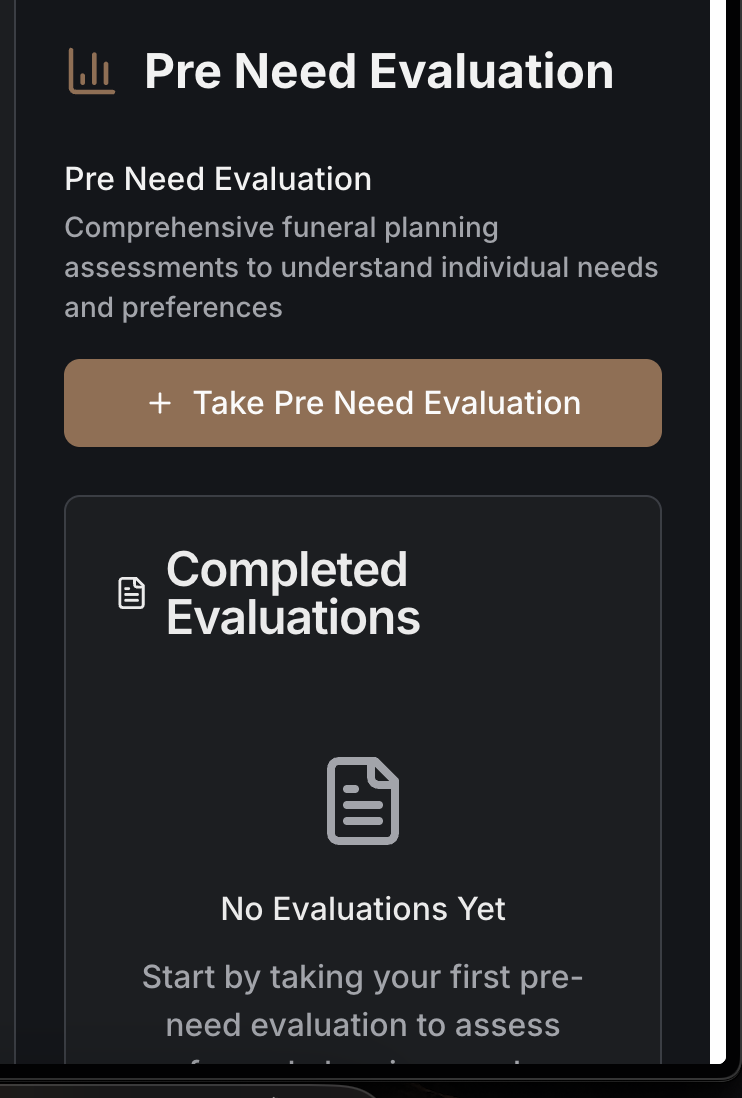 Pre Need Evaluation
Pre Need Evaluation
Comprehensive funeral planning
assessments to understand individual needs
and preferences
+ Take Pre Need Evaluation
Completed
Evaluations
No Evaluations Yet
Start by taking your first pre-
need evaluation to assess